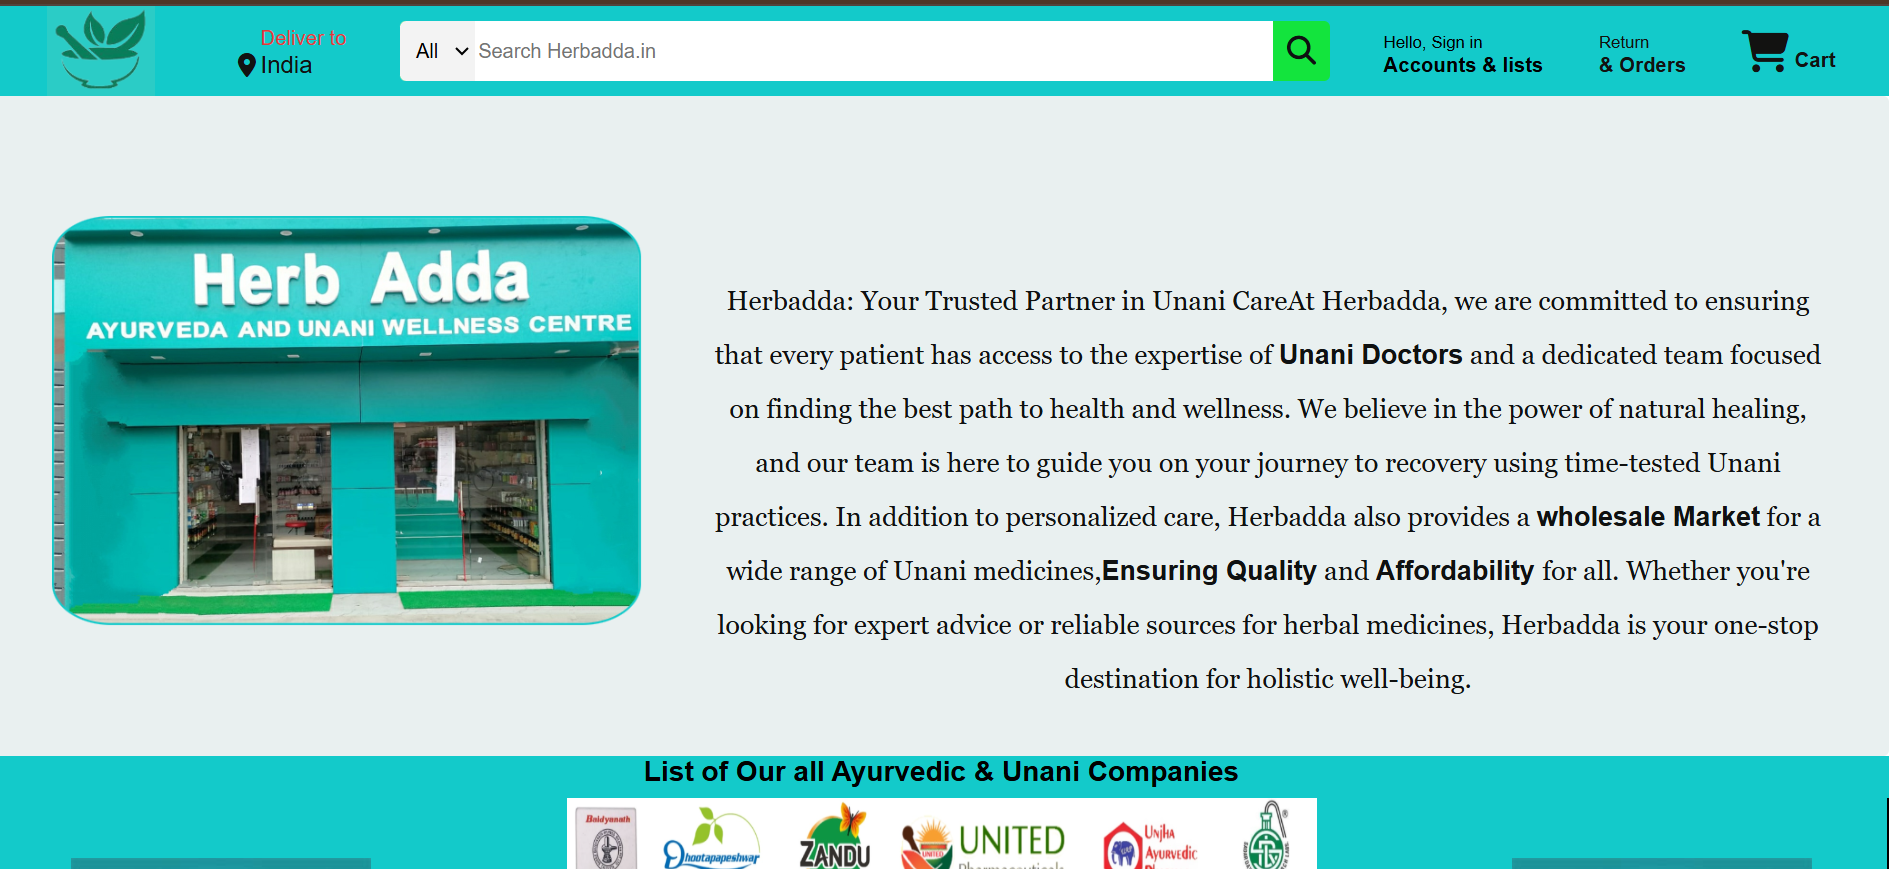 Deliver to
India
All
Search Herbadda.in
Hello, Sign in
Accounts & lists
Return
& Orders
Cart
Herb Adda
AYURVEDA AND UNANI WELLNESS CENTRE
Herbadda: Your Trusted Partner in Unani CareAt Herbadda, we are committed to ensuring
that every patient has access to the expertise of Unani Doctors and a dedicated team focused
on finding the best path to health and wellness. We believe in the power of natural healing,
and our team is here to guide you on your journey to recovery using time-tested Unani
practices. In addition to personalized care, Herbadda also provides a wholesale Market for a
wide range of Unani medicines,Ensuring Quality and Affordability for all. Whether you're
looking for expert advice or reliable sources for herbal medicines, Herbadda is your one-stop
destination for holistic well-being.
List of Our all Ayurvedic & Unani Companies
Baidyanath
Dhootapapeshwar
ZANDU
UNITED
UNITED
Pharmaceuticals
Unjha
Ayurvedic